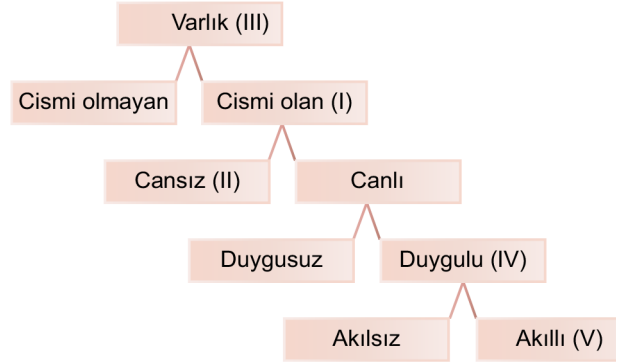 Varlık (III)
Cismi olmayan
Cismi olan (I)
Cansız (II)
Canlı
Duygusuz
Duygulu (IV)
Akılsız
Akıllı (V)